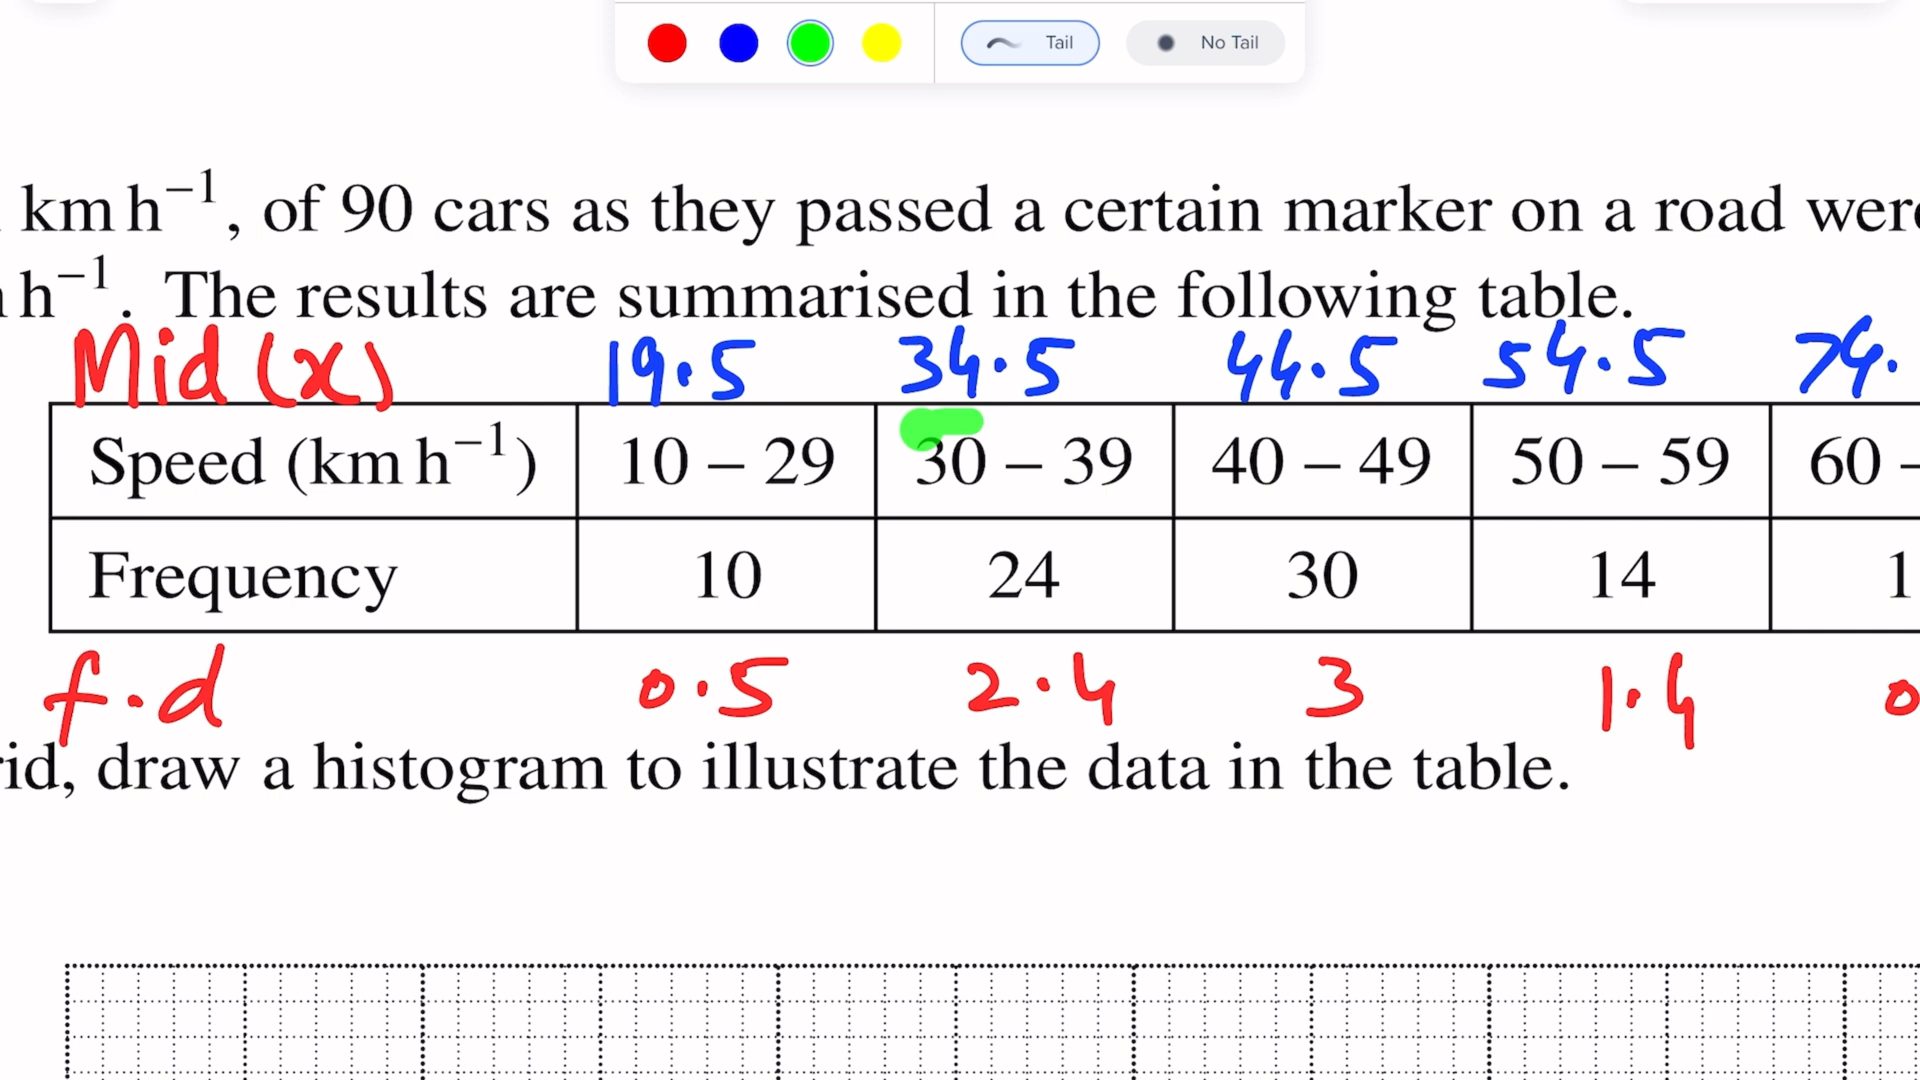 Tail No Tail
km h⁻¹, of 90 cars as they passed a certain marker on a road were
h⁻¹. The results are summarised in the following table.
Mid (x) 19.5 34.5 44.5 54.5 74.
Speed (km h⁻¹) 10 – 29 30 – 39 40 – 49 50 – 59 60 –
Frequency 10 24 30 14 1
f.d 0.5 2.4 3 1.4 0
id, draw a histogram to illustrate the data in the table.